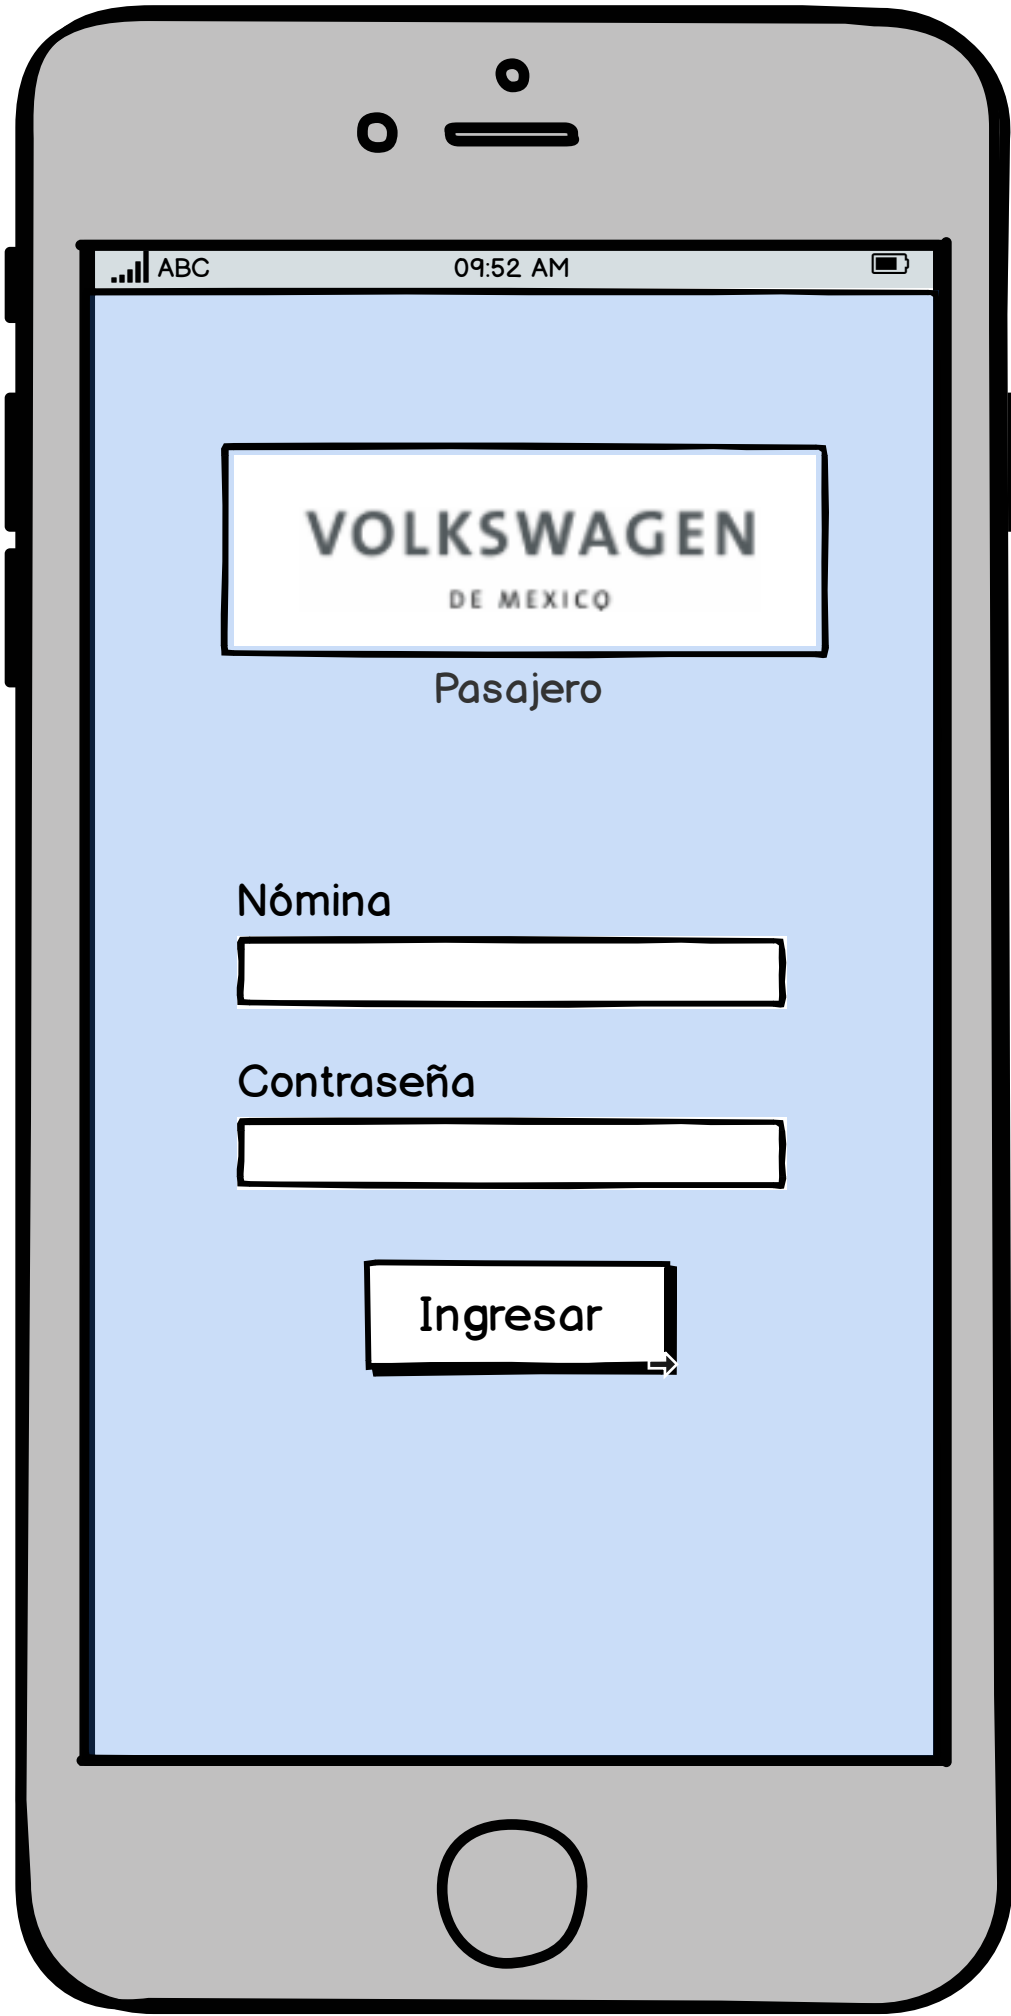 ABC 09:52 AM
VOLKSWAGEN
DE MEXICO
Pasajero
Nómina
Contraseña
Ingresar